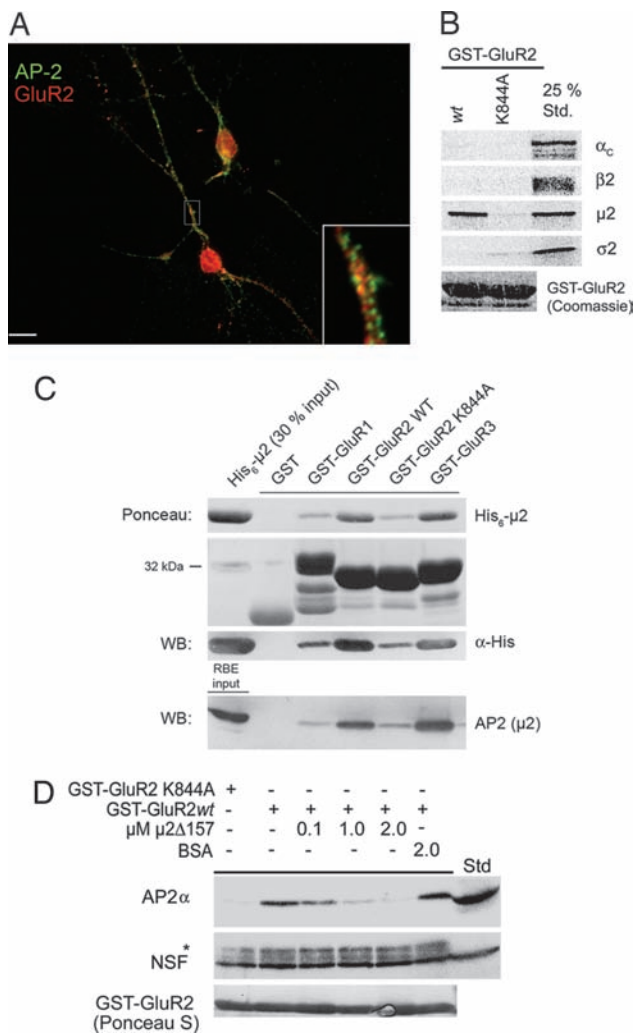 A
AP-2
GluR2
B
GST-GluR2
wt
K844A
25 %
Std.
αC
β2
μ2
σ2
GST-GluR2
(Coomassie)
C
His6-μ2 (30 % input)
GST
GST-GluR1
GST-GluR2 WT
GST-GluR2 K844A
GST-GluR3
Ponceau:
His6-μ2
32 kDa
WB:
α-His
RBE
input
WB:
AP2 (μ2)
D
GST-GluR2 K844A + - - - - -
GST-GluR2wt - + + + + +
μM μ2Δ157 - - 0.1 1.0 2.0 -
BSA - - - - - 2.0
Std
AP2α
*
NSF
GST-GluR2
(Ponceau S)